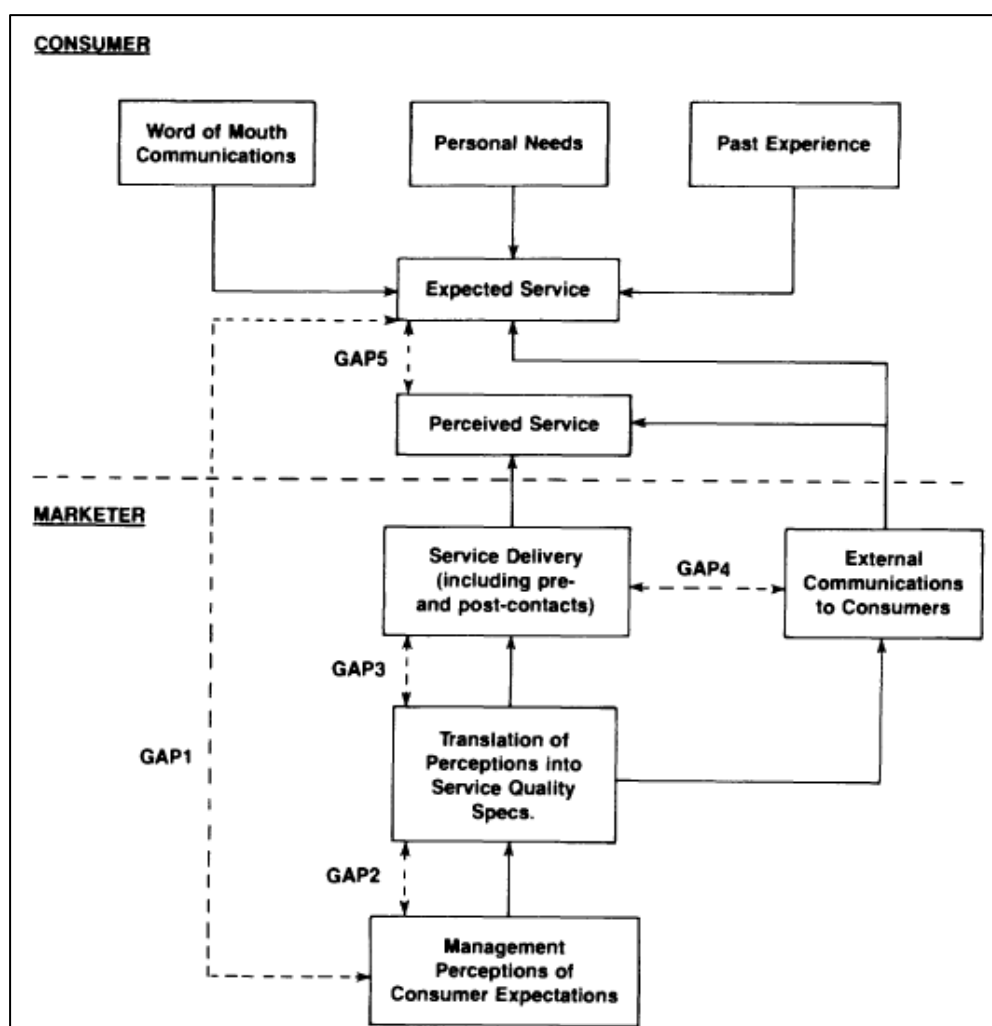 CONSUMER
Word of Mouth
Communications
Personal Needs
Past Experience
Expected Service
GAP5
Perceived Service
MARKETER
Service Delivery
(including pre-
and post-contacts)
GAP4
External
Communications
to Consumers
GAP3
Translation of
Perceptions into
Service Quality
Specs.
GAP1
GAP2
Management
Perceptions of
Consumer Expectations